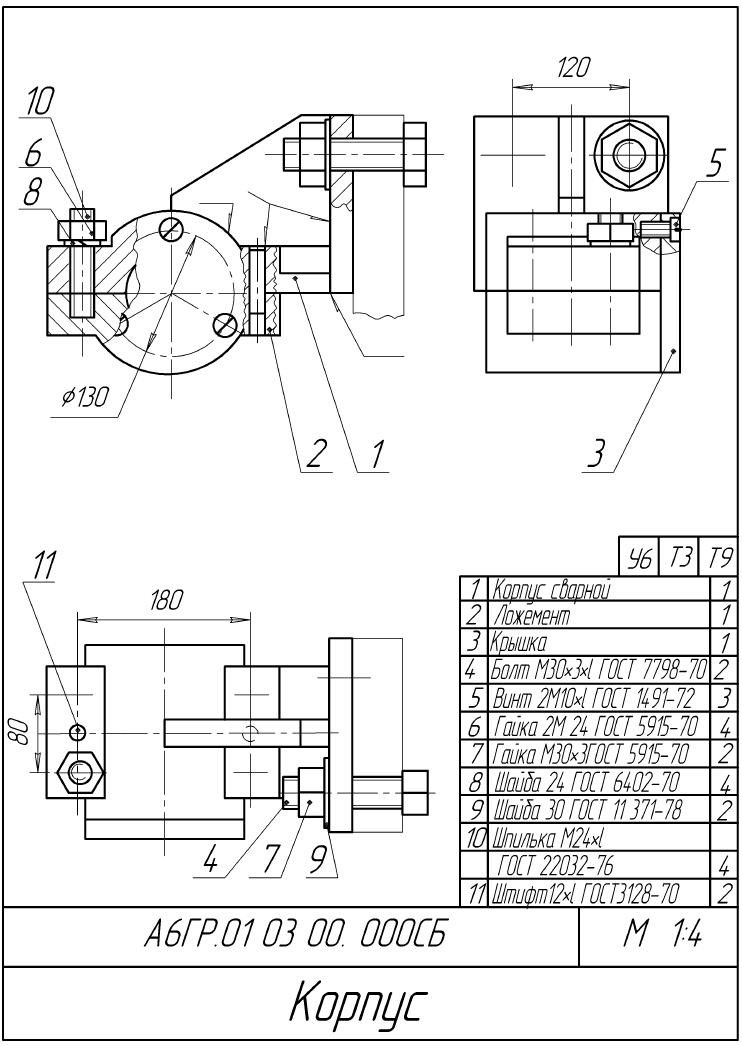 10
6
8
⌀130
2
1
120
5
3
11
180
80
4
7
9
У6 Т3 Т9
1 Корпус сварной 1
2 Ложемент 1
3 Крышка 1
4 Болт М30×3×l ГОСТ 7798-70 2
5 Винт 2М10×l ГОСТ 1491-72 3
6 Гайка 2М 24 ГОСТ 5915-70 4
7 Гайка М30×3ГОСТ 5915-70 2
8 Шайба 24 ГОСТ 6402-70 4
9 Шайба 30 ГОСТ 11 371-78 2
10 Шпилька М24×l
ГОСТ 22032-76 4
11 Штифт12×l ГОСТ3128-70 2
А6ГР.01 03 00. 000СБ
М 1:4
Корпус